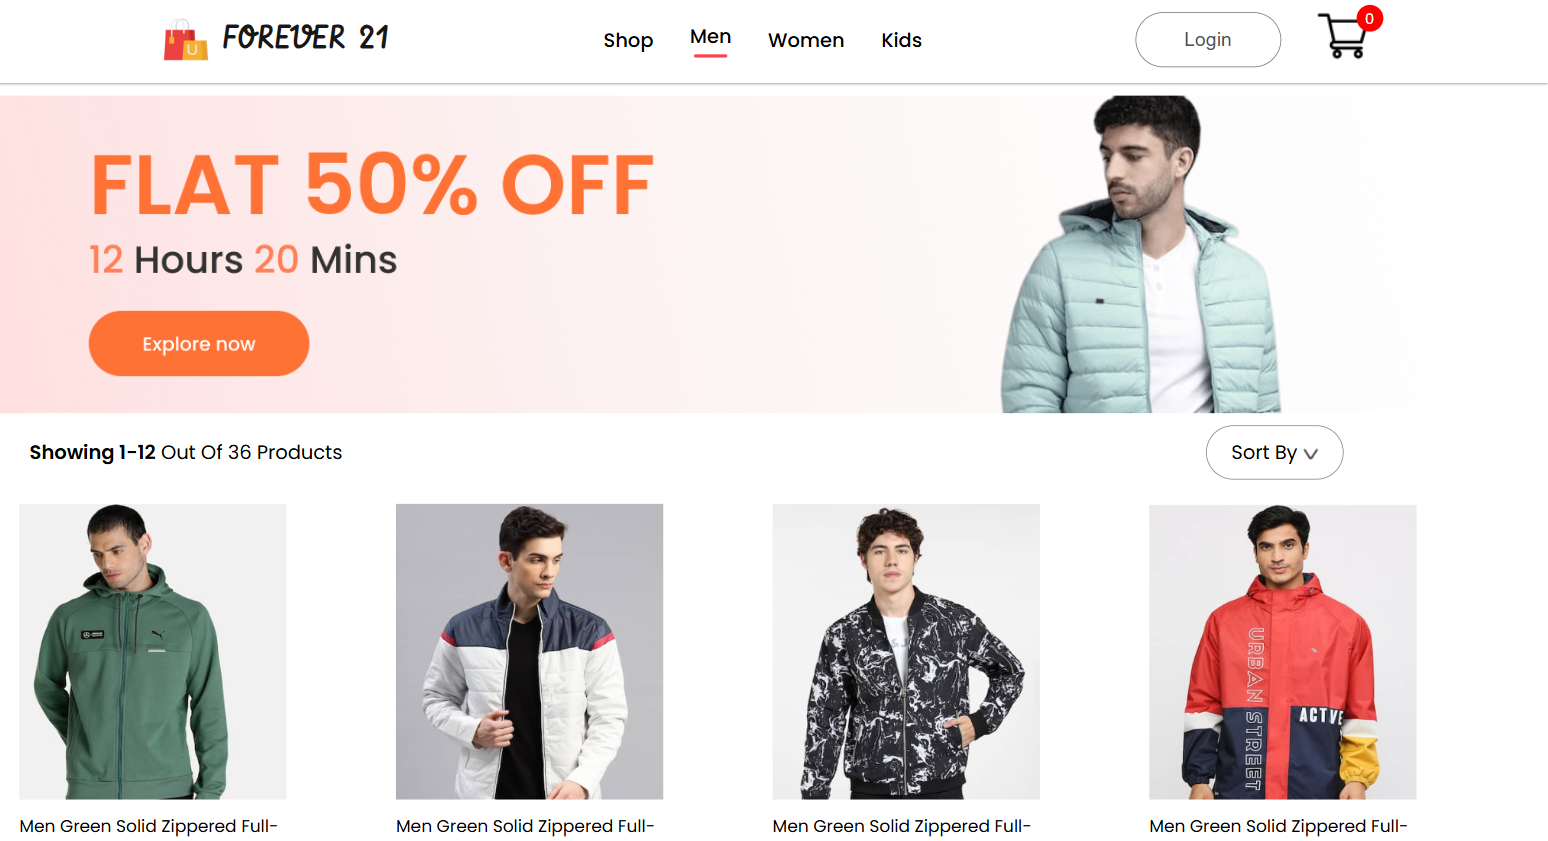 U
FOREVER 21
Shop
Men
Women
Kids
Login
0
FLAT 50% OFF
12 Hours 20 Mins
Explore now
Showing 1-12 Out Of 36 Products
Sort By
URBAN STREET
ACTVE
Men Green Solid Zippered Full-
Men Green Solid Zippered Full-
Men Green Solid Zippered Full-
Men Green Solid Zippered Full-